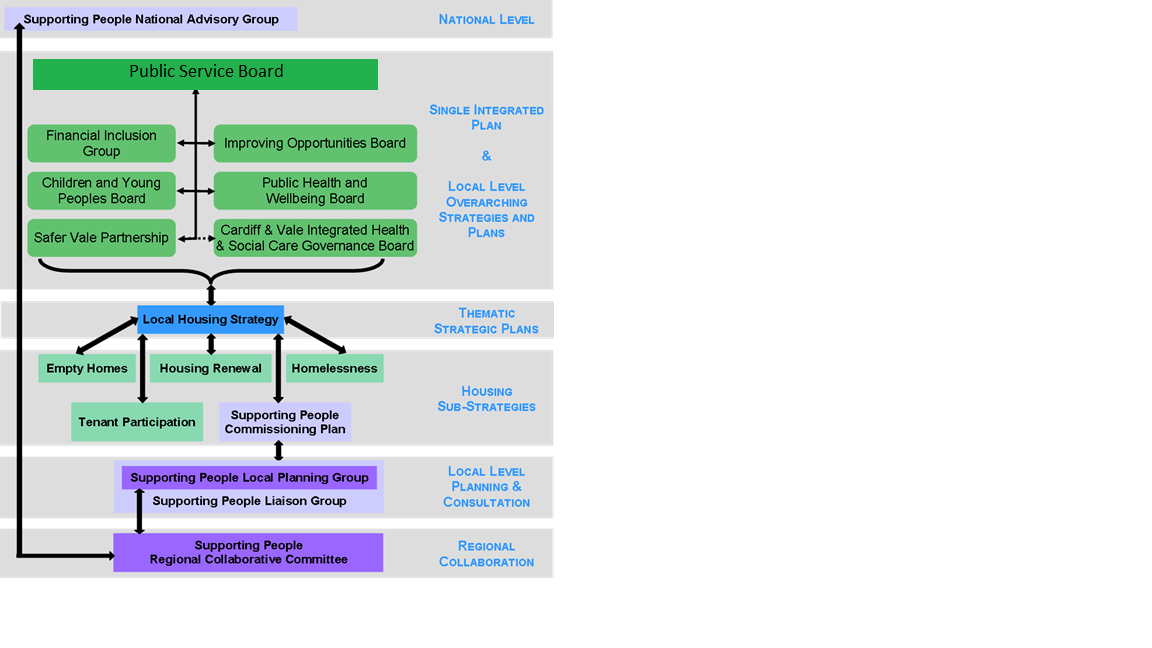 Supporting People National Advisory Group
NATIONAL LEVEL
Public Service Board
SINGLE INTEGRATED
PLAN
&
LOCAL LEVEL
OVERARCHING
STRATEGIES AND
PLANS
Financial Inclusion
Group
Improving Opportunities Board
Children and Young
Peoples Board
Public Health and
Wellbeing Board
Safer Vale Partnership
Cardiff & Vale Integrated Health
& Social Care Governance Board
Local Housing Strategy
THEMATIC
STRATEGIC PLANS
Empty Homes
Housing Renewal
Homelessness
HOUSING
SUB-STRATEGIES
Tenant Participation
Supporting People
Commissioning Plan
Supporting People Local Planning Group
Supporting People Liaison Group
LOCAL LEVEL
PLANNING &
CONSULTATION
Supporting People
Regional Collaborative Committee
REGIONAL
COLLABORATION